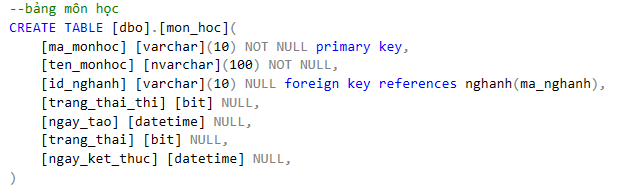 --bảng môn học
CREATE TABLE [dbo].[mon_hoc](
[ma_monhoc] [varchar](10) NOT NULL primary key,
[ten_monhoc] [nvarchar](100) NOT NULL,
[id_nghanh] [varchar](10) NULL foreign key references nghanh(ma_nghanh),
[trang_thai_thi] [bit] NULL,
[ngay_tao] [datetime] NULL,
[trang_thai] [bit] NULL,
[ngay_ket_thuc] [datetime] NULL,
)